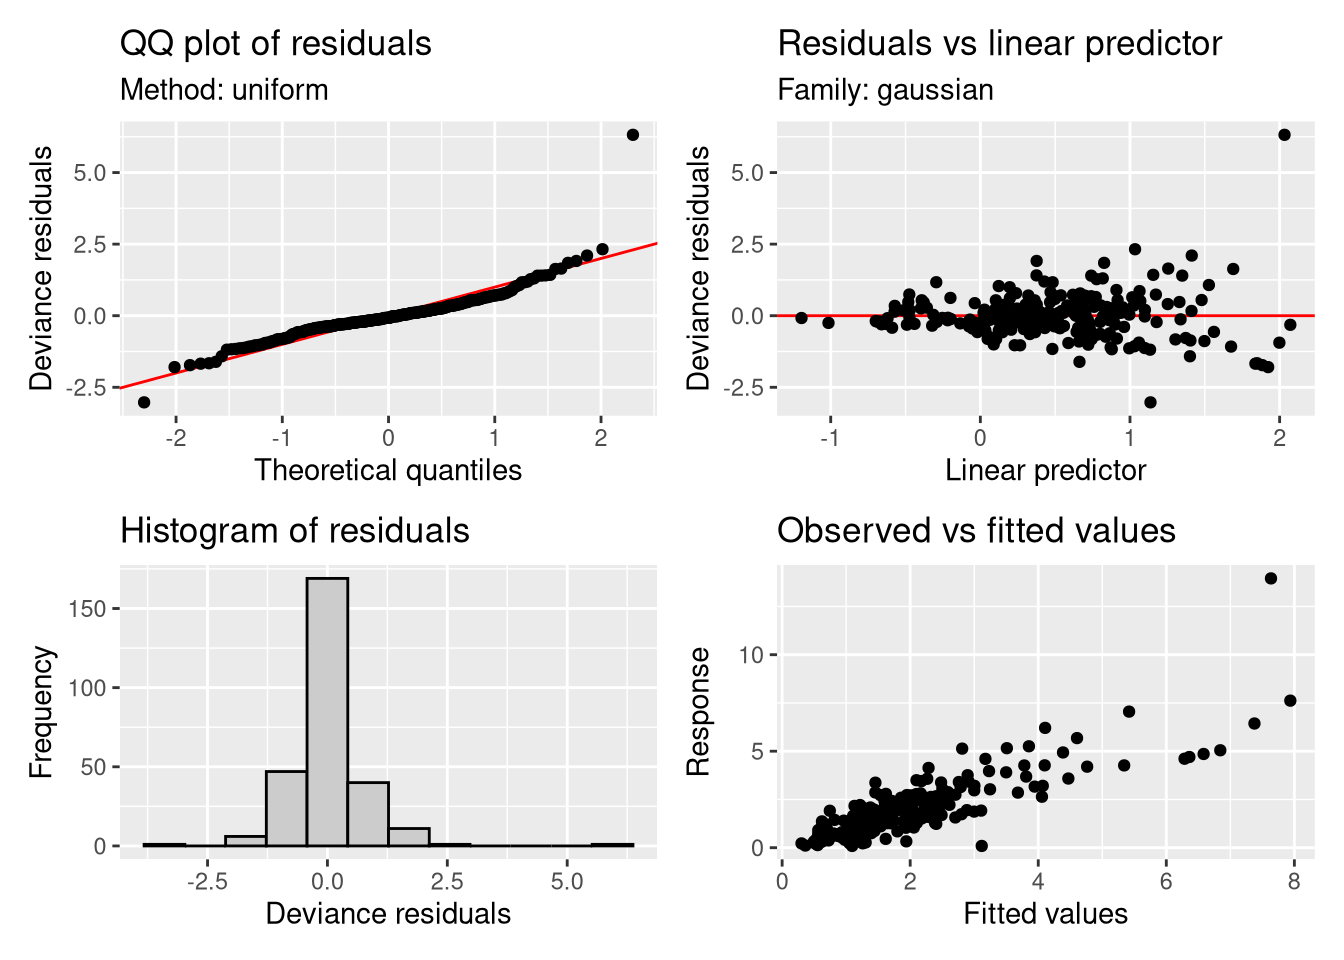 QQ plot of residuals
Method: uniform
Deviance residuals
5.0
2.5
0.0
-2.5
-2
-1
0
1
2
Theoretical quantiles
Residuals vs linear predictor
Family: gaussian
Deviance residuals
5.0
2.5
0.0
-2.5
-1
0
1
2
Linear predictor
Histogram of residuals
Frequency
150
100
50
0
-2.5
0.0
2.5
5.0
Deviance residuals
Observed vs fitted values
Response
10
5
0
0
2
4
6
8
Fitted values